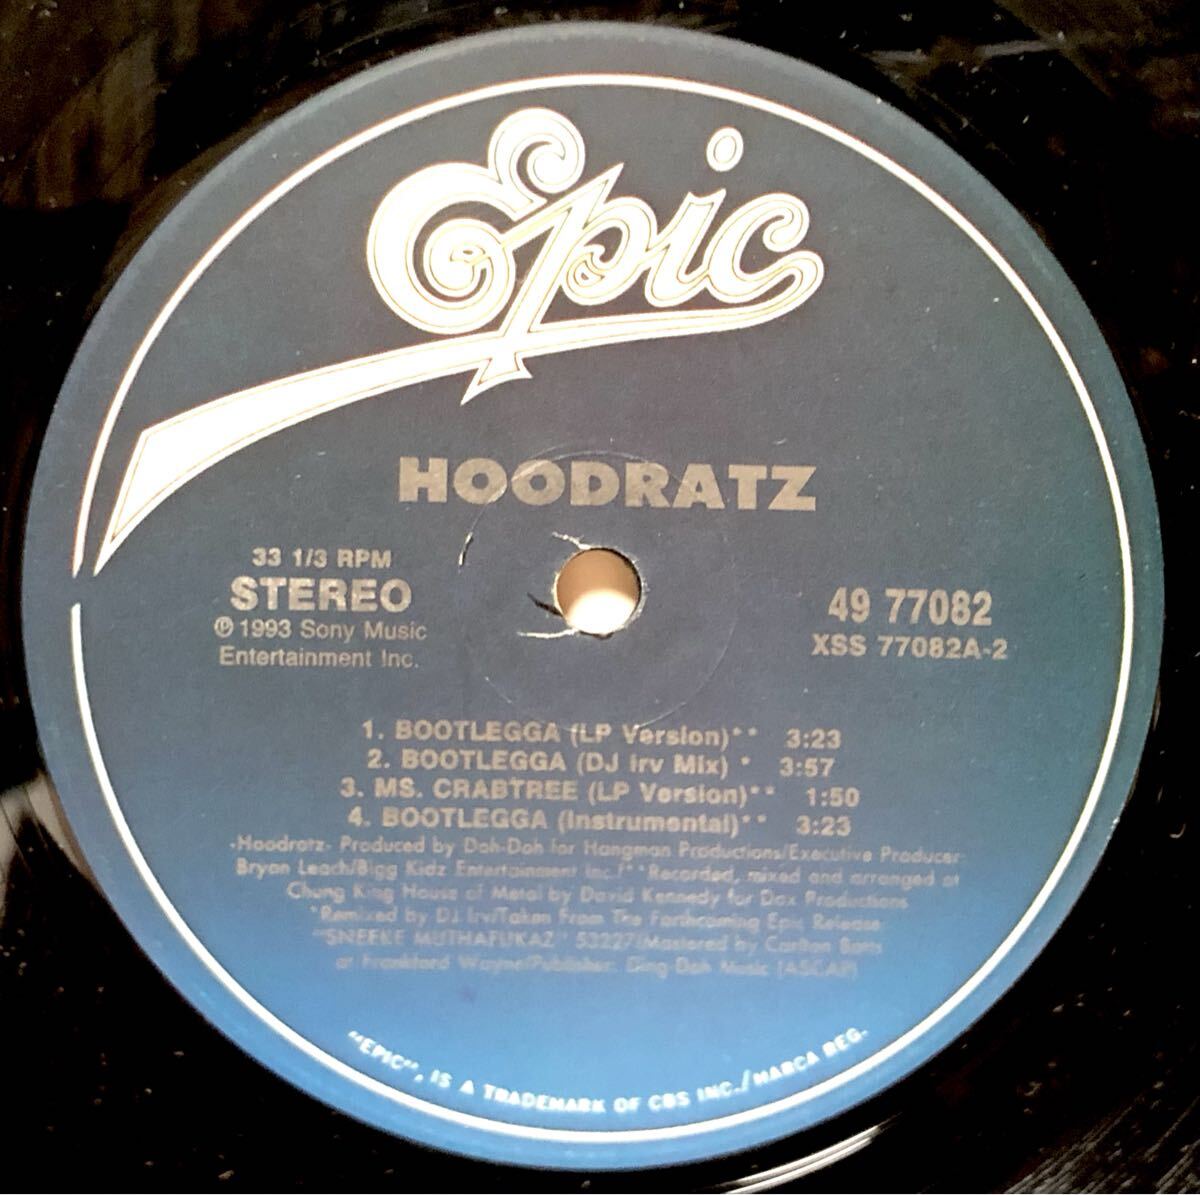 Epic
HOODRATZ
33 1/3 RPM
STEREO
℗ 1993 Sony Music
Entertainment Inc.
49 77082
XSS 77082A-2
1. BOOTLEGGA (LP Version)** 3:23
2. BOOTLEGGA (DJ Irv Mix) * 3:57
3. MS. CRABTREE (LP Version)** 1:50
4. BOOTLEGGA (Instrumental)** 3:23
-Hoodratz- Produced by Doh-Doh for Hangman Productions/Executive Producer:
Bryan Leach/Bigg Kidz Entertainment Inc./**Recorded, mixed and arranged at
Chung King House of Metal by David Kennedy for Dax Productions
*Remixed by DJ Irv/Taken From The Forthcoming Epic Release
"SNEEKE MUTHAFUKAZ" 53227/Mastered by Carlton Batts
at Frankford Wayne/Publisher: Ding Doh Music (ASCAP)
"EPIC", IS A TRADEMARK OF CBS INC./MARCA REG.